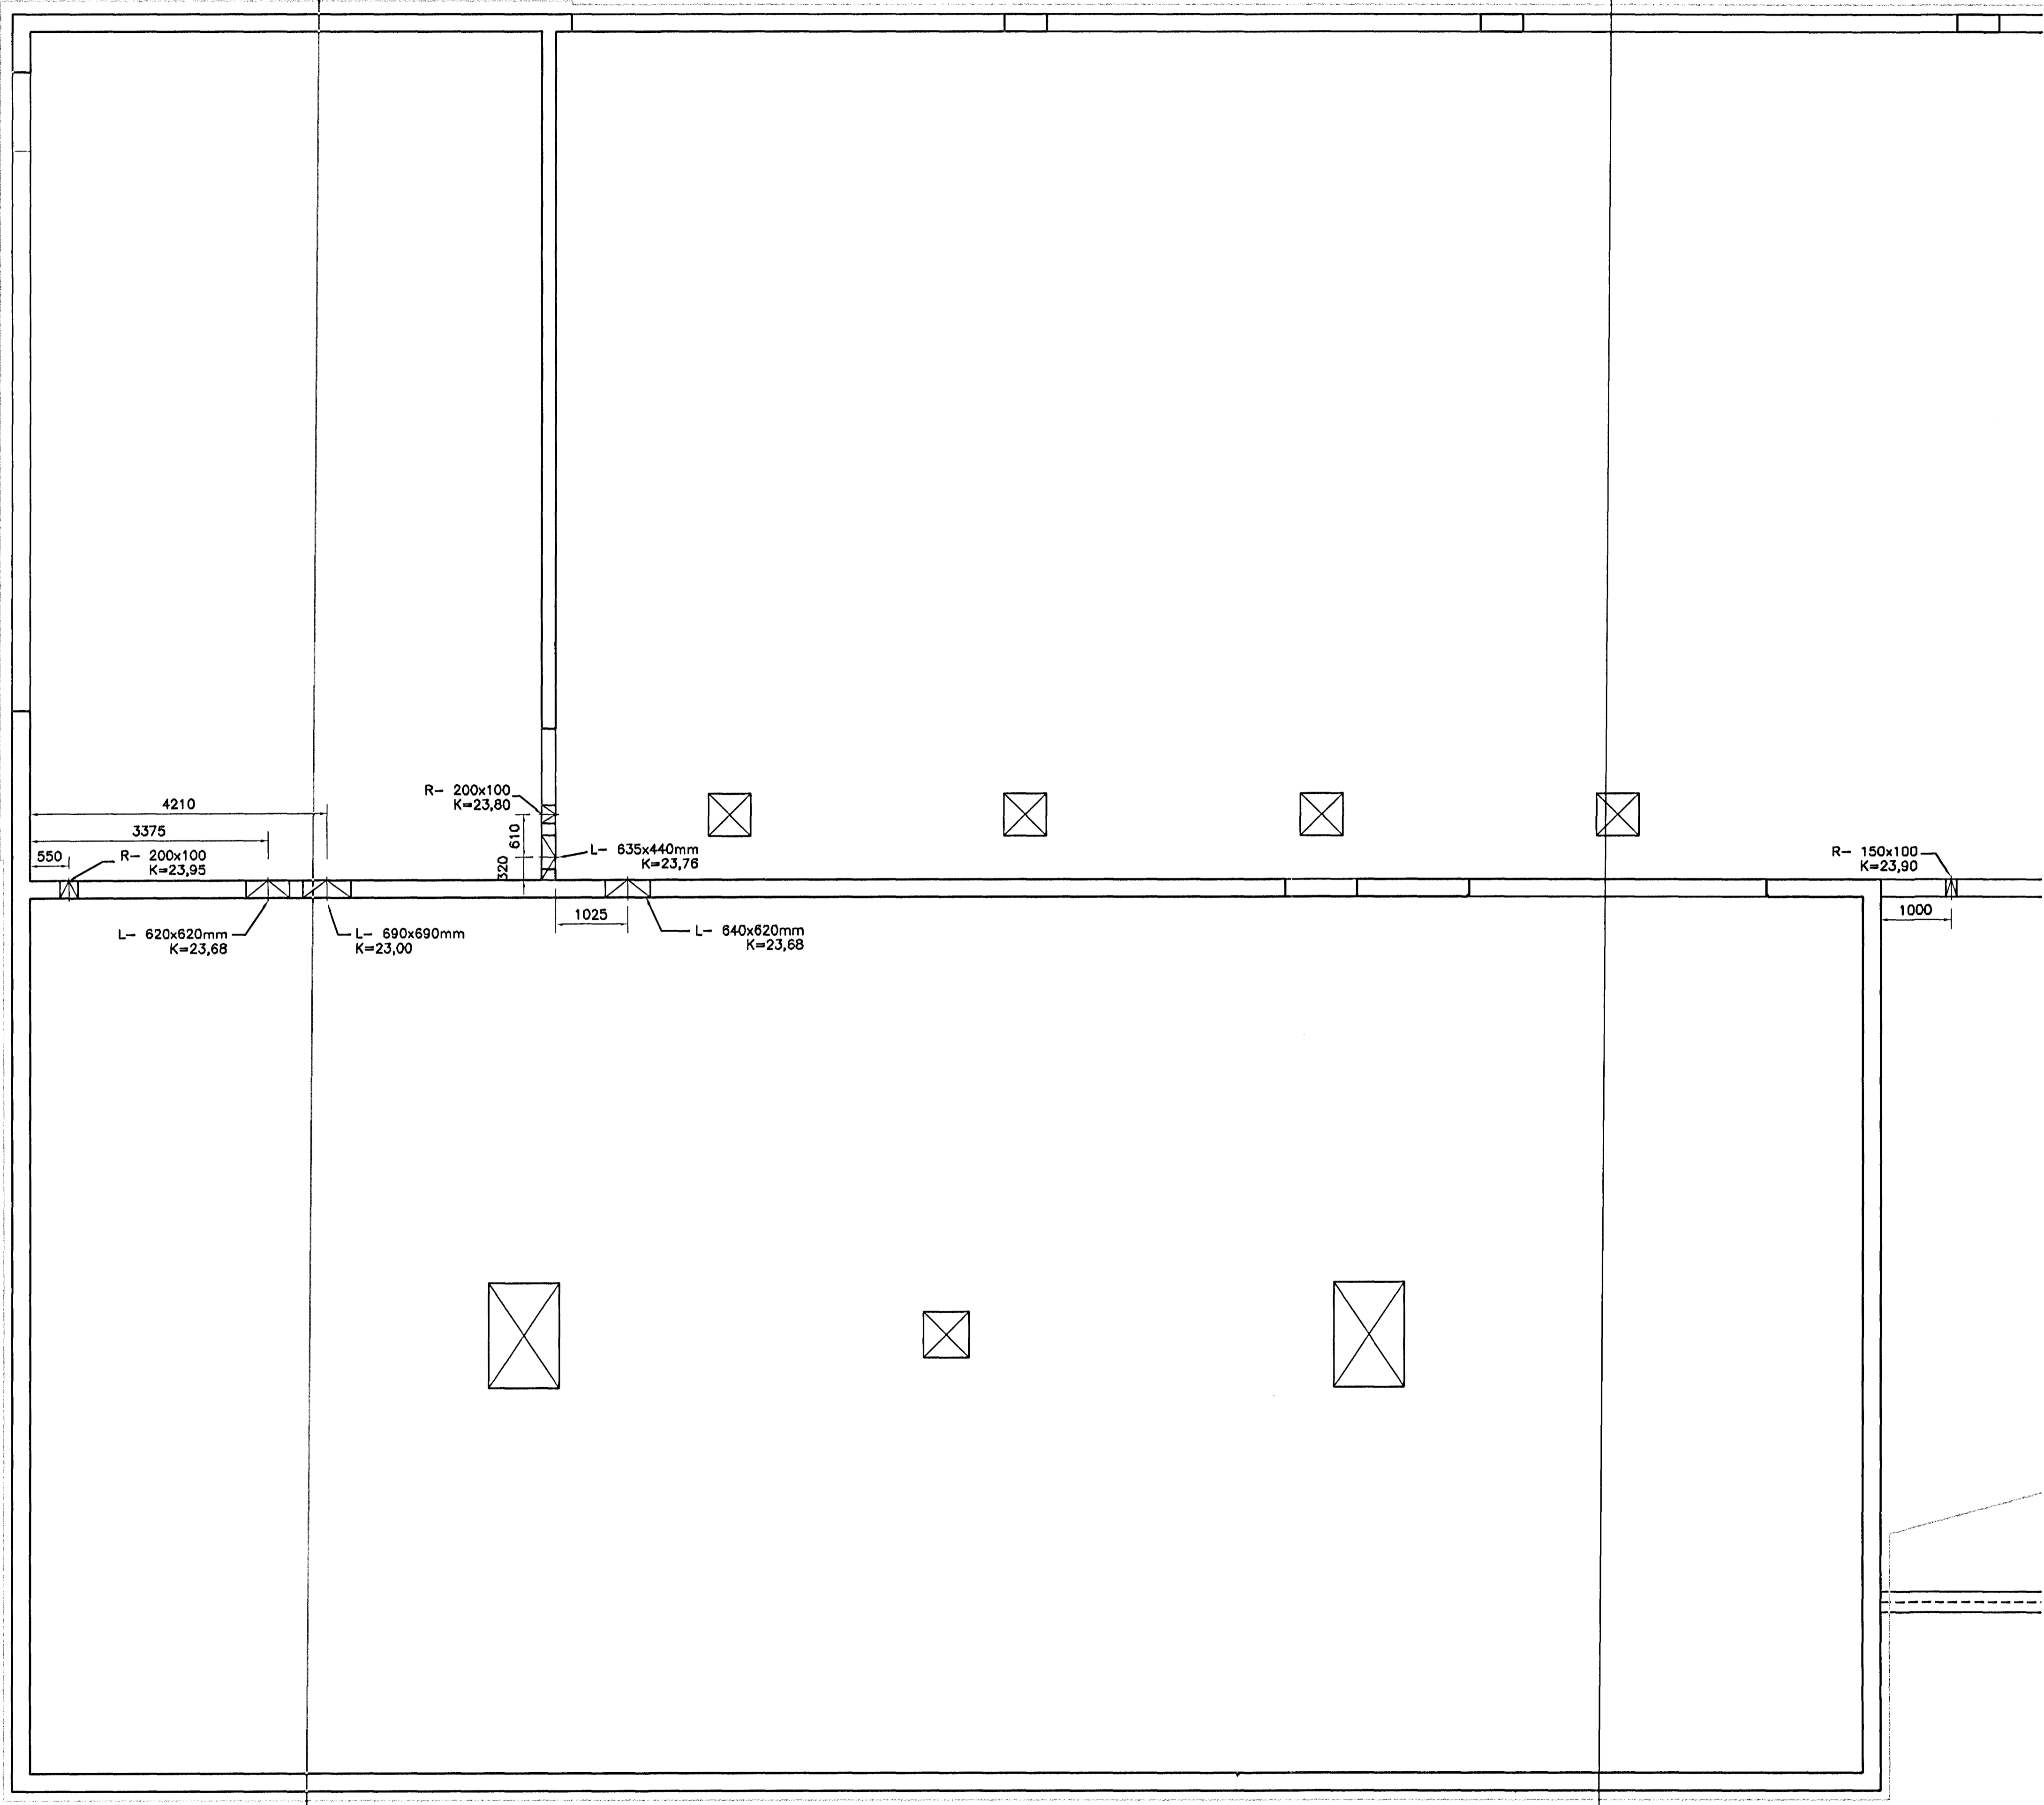 R– 200x100
K=23,80
4210
3375
610
550
R– 200x100
K=23,95
L– 635x440mm
K=23,76
320
R– 150x100
K=23,90
1025
1000
L– 620x620mm
K=23,68
L– 690x690mm
K=23,00
L– 640x620mm
K=23,68